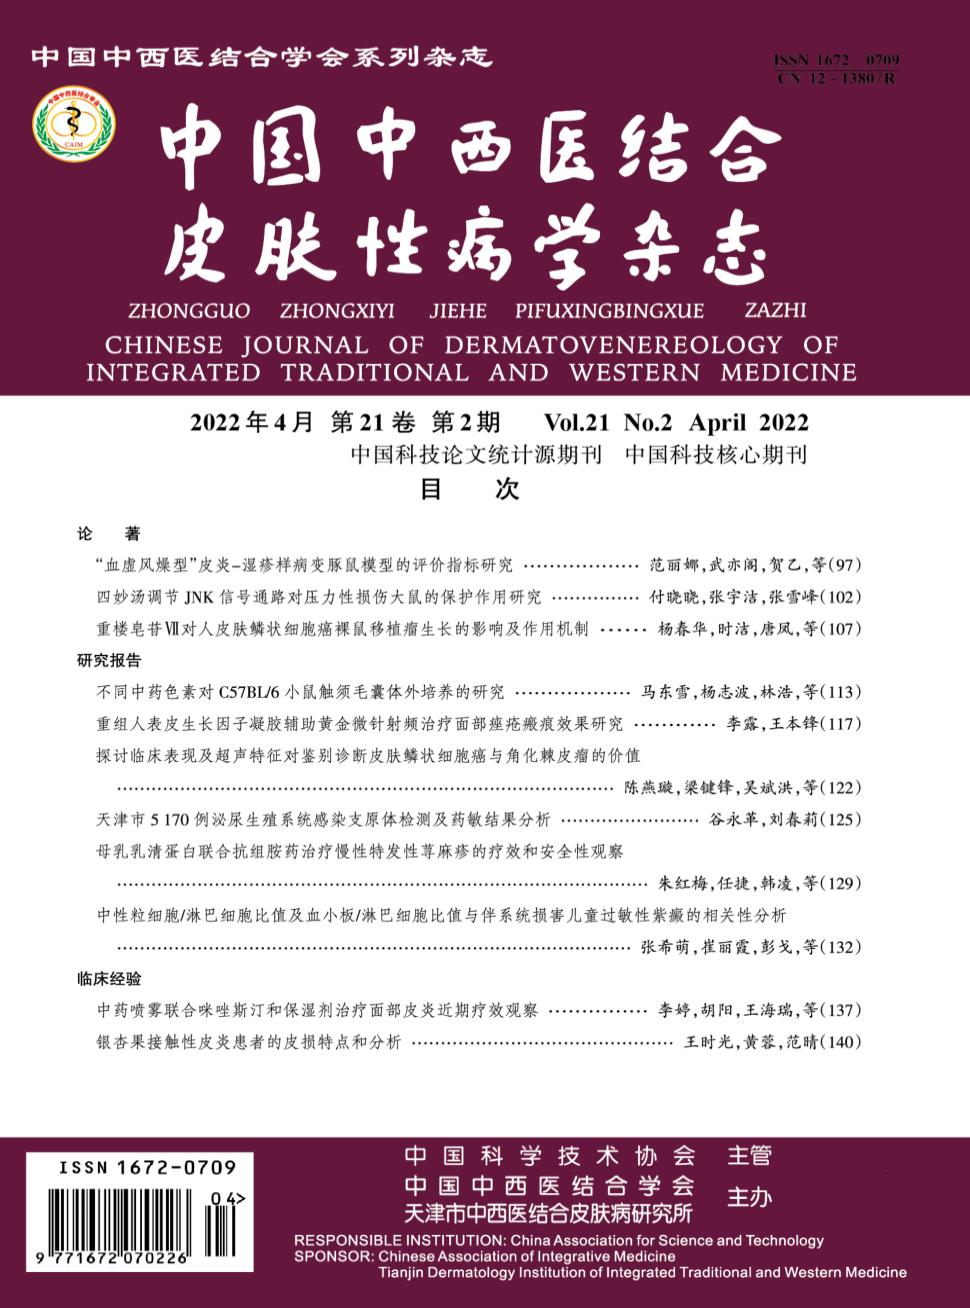 中国中西医结合学会系列杂志
ISSN 1672-0709
CN 12-1380/R
CAIM
中国中西医结合
皮肤性病学杂志
ZHONGGUO ZHONGXIYI JIEHE PIFUXINGBINGXUE ZAZHI
CHINESE JOURNAL OF DERMATOVENEREOLOGY OF
INTEGRATED TRADITIONAL AND WESTERN MEDICINE
2022年4月 第21卷 第2期 Vol.21 No.2 April 2022
中国科技论文统计源期刊 中国科技核心期刊
目 次
论 著
“血虚风燥型”皮炎-湿疹样病变豚鼠模型的评价指标研究 ……………… 范丽娜,武亦阁,贺乙,等(97)
四妙汤调节JNK信号通路对压力性损伤大鼠的保护作用研究 …………… 付晓晓,张宇洁,张雪峰(102)
重楼皂苷Ⅶ对人皮肤鳞状细胞癌裸鼠移植瘤生长的影响及作用机制 …… 杨春华,时洁,唐凤,等(107)
研究报告
不同中药色素对C57BL/6小鼠触须毛囊体外培养的研究 ……………… 马东雪,杨志波,林浩,等(113)
重组人表皮生长因子凝胶辅助黄金微针射频治疗面部痤疮瘢痕效果研究 ………… 李露,王本锋(117)
探讨临床表现及超声特征对鉴别诊断皮肤鳞状细胞癌与角化棘皮瘤的价值
…………………………………………………………………… 陈燕璇,梁键锋,吴斌洪,等(122)
天津市5 170例泌尿生殖系统感染支原体检测及药敏结果分析 …………………… 谷永革,刘春莉(125)
母乳乳清蛋白联合抗组胺药治疗慢性特发性荨麻疹的疗效和安全性观察
………………………………………………………………………… 朱红梅,任捷,韩凌,等(129)
中性粒细胞/淋巴细胞比值及血小板/淋巴细胞比值与伴系统损害儿童过敏性紫癜的相关性分析
……………………………………………………………………… 张希萌,崔丽霞,彭戈,等(132)
临床经验
中药喷雾联合咪唑斯汀和保湿剂治疗面部皮炎近期疗效观察 …………… 李婷,胡阳,王海瑞,等(137)
银杏果接触性皮炎患者的皮损特点和分析 ………………………………… 王时光,黄蓉,范晴(140)
ISSN 1672-0709
04>
9 771672 070226
中国科学技术协会 主管
中国中西医结合学会
天津市中西医结合皮肤病研究所 主办
RESPONSIBLE INSTITUTION: China Association for Science and Technology
SPONSOR: Chinese Association of Integrative Medicine
Tianjin Dermatology Institution of Integrated Traditional and Western Medicine